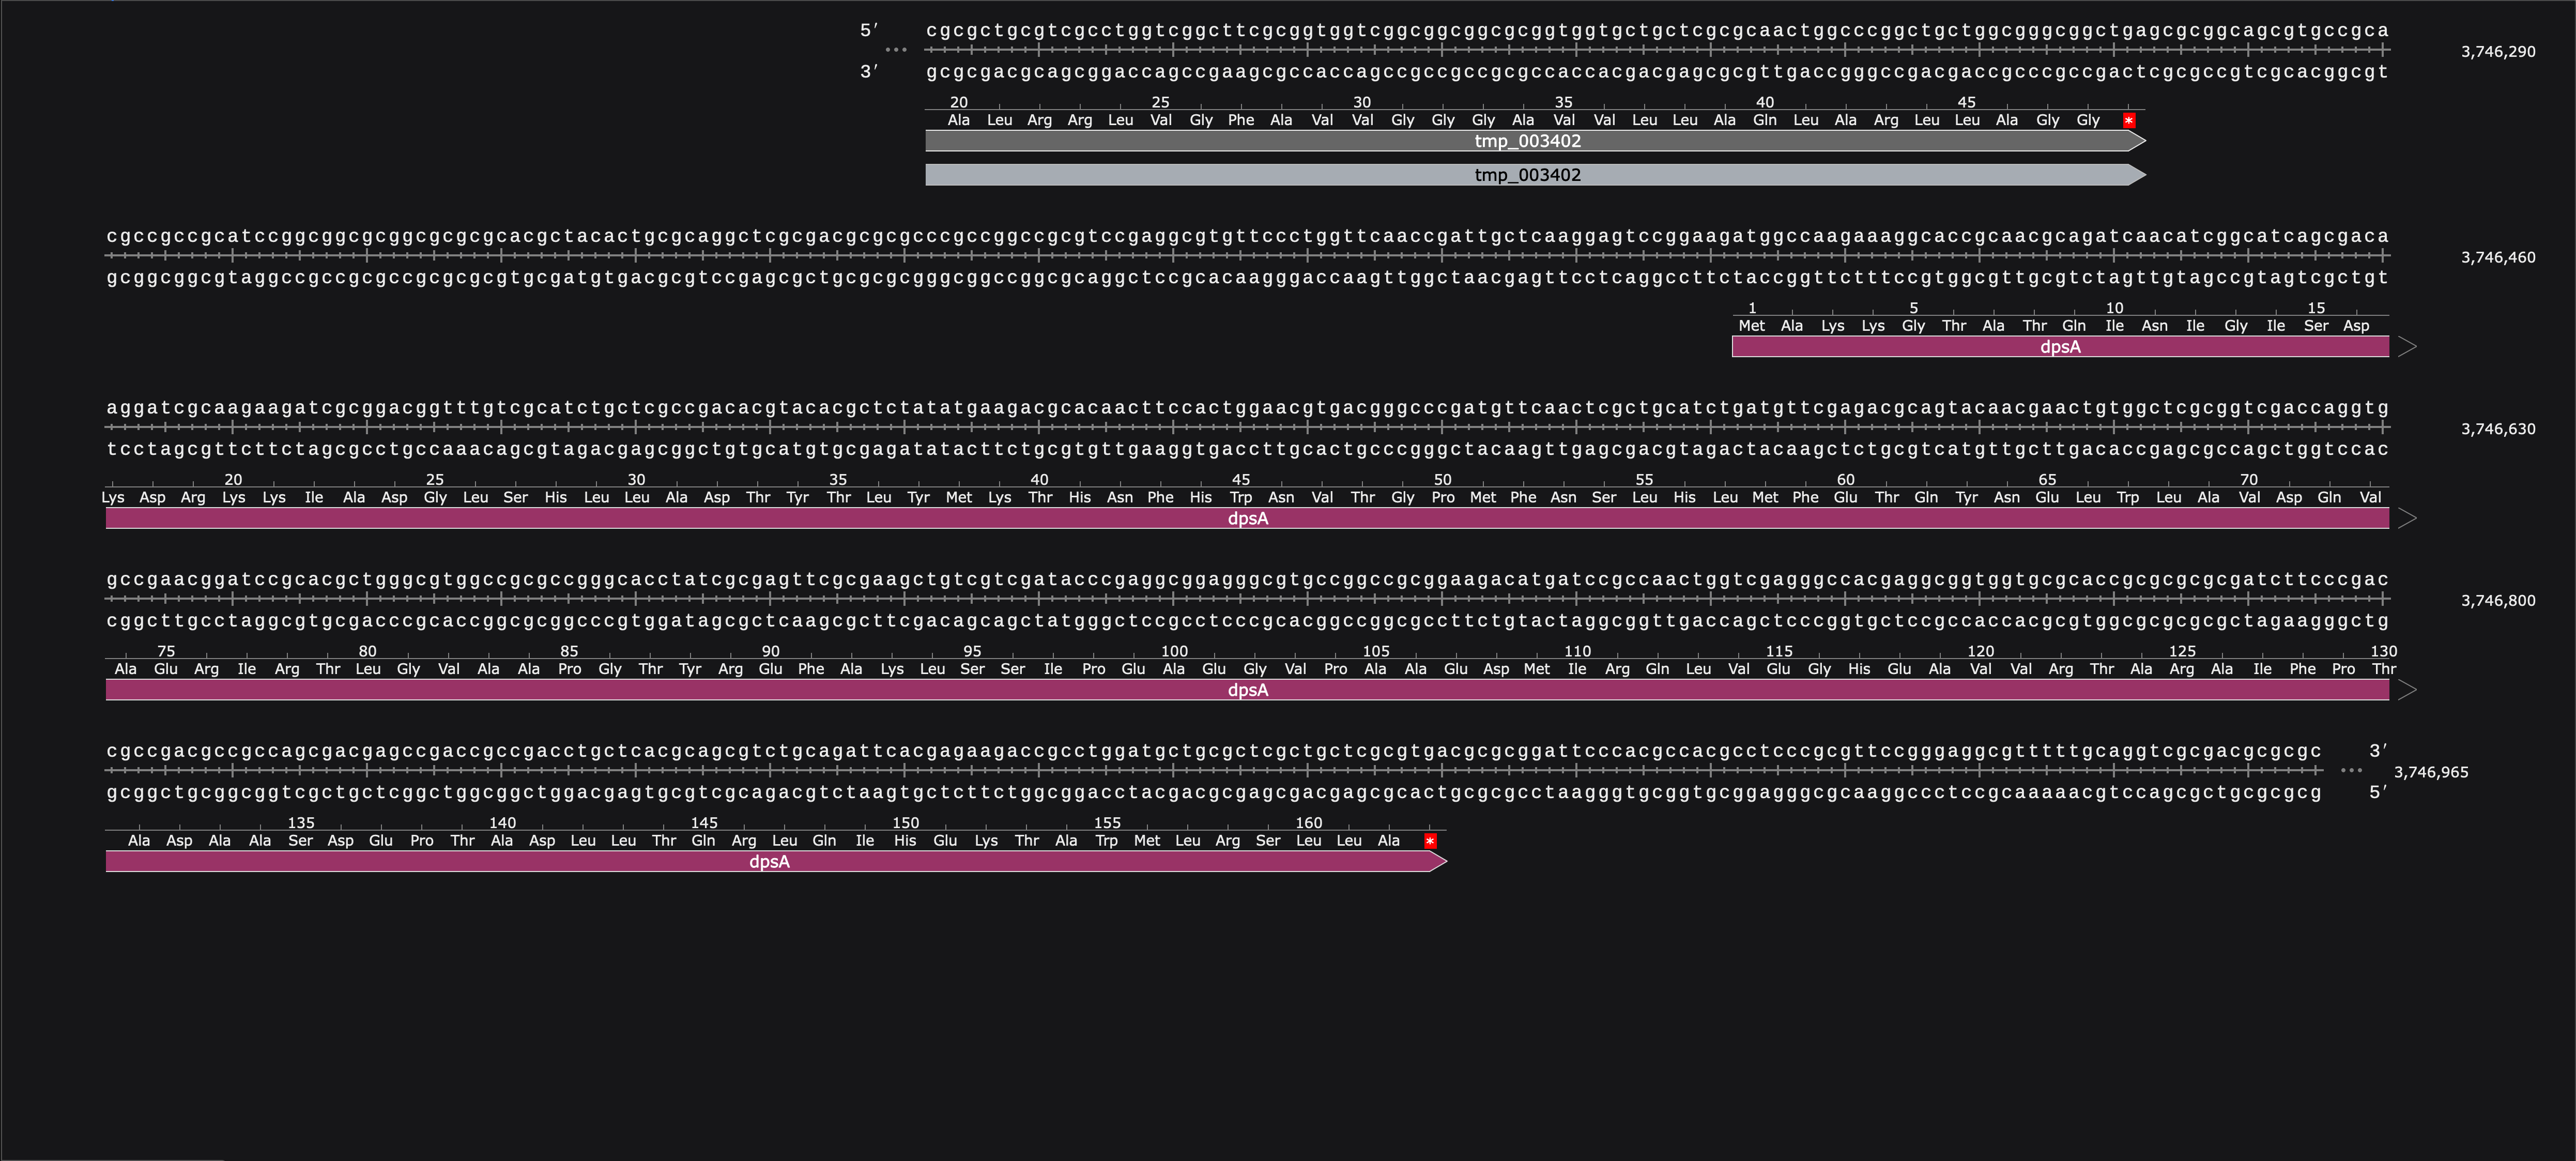 5′ cgcgctgcgtcgcctggtcggcttcgcggtggtcggcggcggcgcggtggtgctgctcgcgcaactggcccggctgctggcgggcggctgagcgcggcagcgtgccgca
3,746,290
3′ gcgcgacgcagcggaccagccgaagcgccaccagccgccgccgcgccaccacgacgagcgcgttgaccgggccgacgaccgcccgccgactcgcgccgtcgcacggcgt
20 25 30 35 40 45
Ala Leu Arg Arg Leu Val Gly Phe Ala Val Val Gly Gly Gly Ala Val Val Leu Leu Ala Gln Leu Ala Arg Leu Leu Ala Gly Gly *
tmp_003402
tmp_003402
cgccgccgcatccggcggcgcggcgcgcgcacgctacactgcgcaggctcgcgacgcgcgcccgccggccgcgtccgaggcgtgttccctggttcaaccgattgctcaaggagtccggaagatggccaagaaaggcaccgcaacgcagatcaacatcggcatcagcgaca
3,746,460
gcggcggcgtaggccgccgcgccgcgcgcgtgcgatgtgacgcgtccgagcgctgcgcgcgggcggccggcgcaggctccgcacaagggaccaagttggctaacgagttcctcaggccttctaccggttctttccgtggcgttgcgtctagttgtagccgtagtcgctgt
1 5 10 15
Met Ala Lys Lys Gly Thr Ala Thr Gln Ile Asn Ile Gly Ile Ser Asp
dpsA
aggatcgcaagaagatcgcggacggtttgtcgcatctgctcgccgacacgtacacgctctatatgaagacgcacaacttccactggaacgtgacgggcccgatgttcaactcgctgcatctgatgttcgagacgcagtacaacgaactgtggctcgcggtcgaccaggtg
3,746,630
tcctagcgttcttctagcgcctgccaaacagcgtagacgagcggctgtgcatgtgcgagatatacttctgcgtgttgaaggtgaccttgcactgcccgggctacaagttgagcgacgtagactacaagctctgcgtcatgttgcttgacaccgagcgccagctggtccac
20 25 30 35 40 45 50 55 60 65 70
Lys Asp Arg Lys Lys Ile Ala Asp Gly Leu Ser His Leu Leu Ala Asp Thr Tyr Thr Leu Tyr Met Lys Thr His Asn Phe His Trp Asn Val Thr Gly Pro Met Phe Asn Ser Leu His Leu Met Phe Glu Thr Gln Tyr Asn Glu Leu Trp Leu Ala Val Asp Gln Val
dpsA
gccgaacggatccgcacgctgggcgtggccgcgccgggcacctatcgcgagttcgcgaagctgtcgtcgatacccgaggcggagggcgtgccggccgcggaagacatgatccgccaactggtcgagggccacgaggcggtggtgcgcaccgcgcgcgcgatcttcccgac
3,746,800
cggcttgcctaggcgtgcgacccgcaccggcgcggcccgtggatagcgctcaagcgcttcgacagcagctatgggctccgcctcccgcacggccggcgccttctgtactaggcggttgaccagctcccggtgctccgccaccacgcgtggcgcgcgcgctagaagggctg
75 80 85 90 95 100 105 110 115 120 125 130
Ala Glu Arg Ile Arg Thr Leu Gly Val Ala Ala Pro Gly Thr Tyr Arg Glu Phe Ala Lys Leu Ser Ser Ile Pro Glu Ala Glu Gly Val Pro Ala Ala Glu Asp Met Ile Arg Gln Leu Val Glu Gly His Glu Ala Val Val Arg Thr Ala Arg Ala Ile Phe Pro Thr
dpsA
cgccgacgccgccagcgacgagccgaccgccgacctgctcacgcagcgtctgcagattcacgagaagaccgcctggatgctgcgctcgctgctcgcgtgacgcgcggattcccacgccacgcctcccgcgttccgggaggcgtttttgcaggtcgcgacgcgcgc 3′
3,746,965
gcggctgcggcggtcgctgctcggctggcggctggacgagtgcgtcgcagacgtctaagtgctcttctggcggacctacgacgcgagcgacgagcgcactgcgcgcctaagggtgcggtgcggagggcgcaaggccctccgcaaaaacgtccagcgctgcgcgcg 5′
135 140 145 150 155 160
Ala Asp Ala Ala Ser Asp Glu Pro Thr Ala Asp Leu Leu Thr Gln Arg Leu Gln Ile His Glu Lys Thr Ala Trp Met Leu Arg Ser Leu Leu Ala *
dpsA